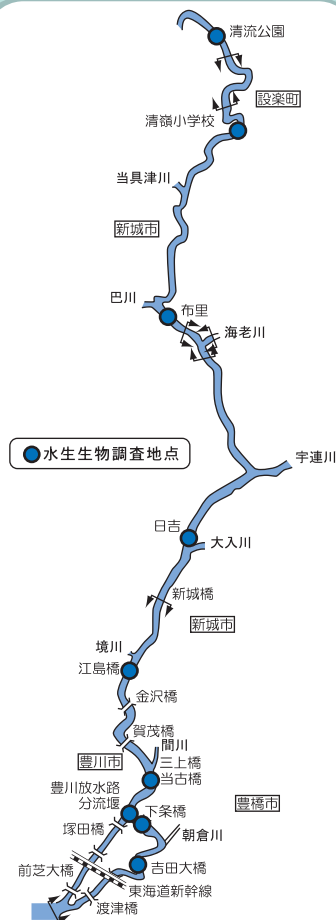 清流公園
設楽町
清嶺小学校
当具津川
新城市
巴川
布里
海老川
水生生物調査地点
宇連川
日吉
大入川
新城橋
新城市
境川
江島橋
金沢橋
賀茂橋
間川
三上橋
豊川市
当古橋
豊川放水路
分流堰
下条橋
豊橋市
塚田橋
朝倉川
前芝大橋
吉田大橋
東海道新幹線
渡津橋